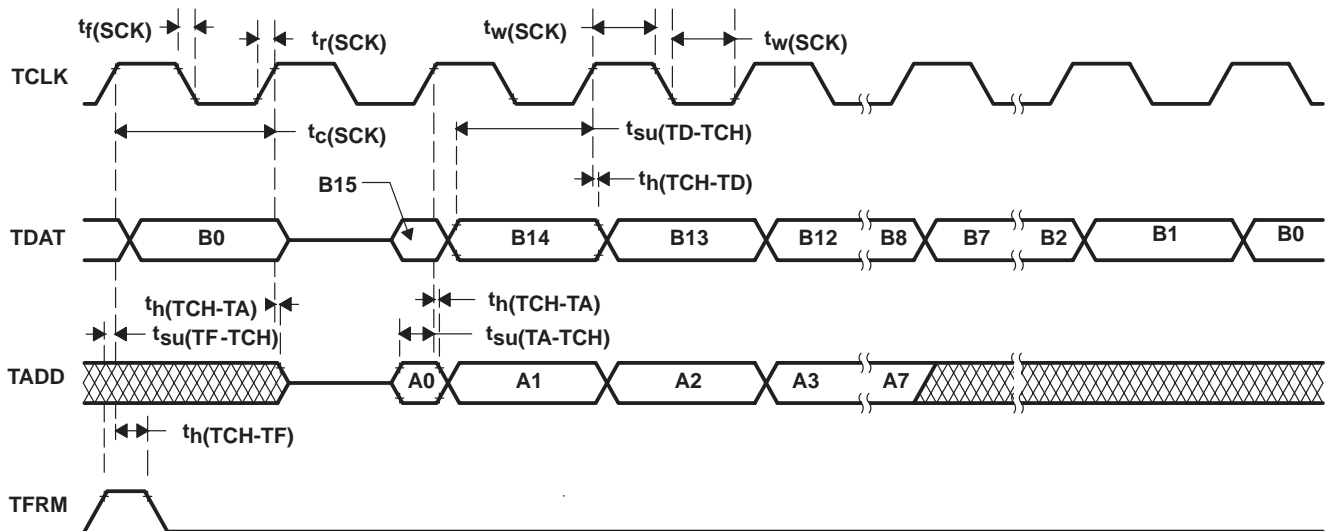 tf(SCK)
tr(SCK)
tw(SCK)
tw(SCK)
TCLK
tc(SCK)
tsu(TD-TCH)
B15
th(TCH-TD)
TDAT
B0
B14
B13
B12
B8
B7
B2
B1
B0
th(TCH-TA)
th(TCH-TA)
tsu(TF-TCH)
tsu(TA-TCH)
TADD
A0
A1
A2
A3
A7
th(TCH-TF)
TFRM